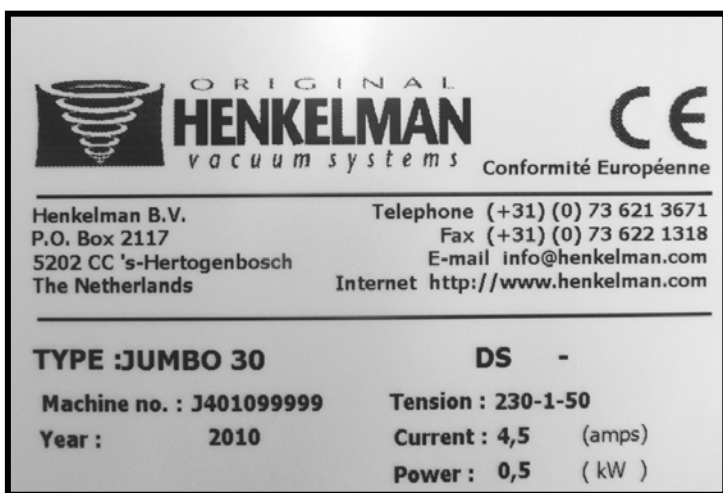 ORIGINAL
HENKELMAN
vacuum systems
CE
Conformité Européenne
Henkelman B.V.
P.O. Box 2117
5202 CC 's-Hertogenbosch
The Netherlands
Telephone (+31) (0) 73 621 3671
Fax (+31) (0) 73 622 1318
E-mail info@henkelman.com
Internet http://www.henkelman.com
TYPE :JUMBO 30 DS -
Machine no. : J401099999 Tension : 230-1-50
Year : 2010 Current : 4,5 (amps)
Power : 0,5 ( kW )